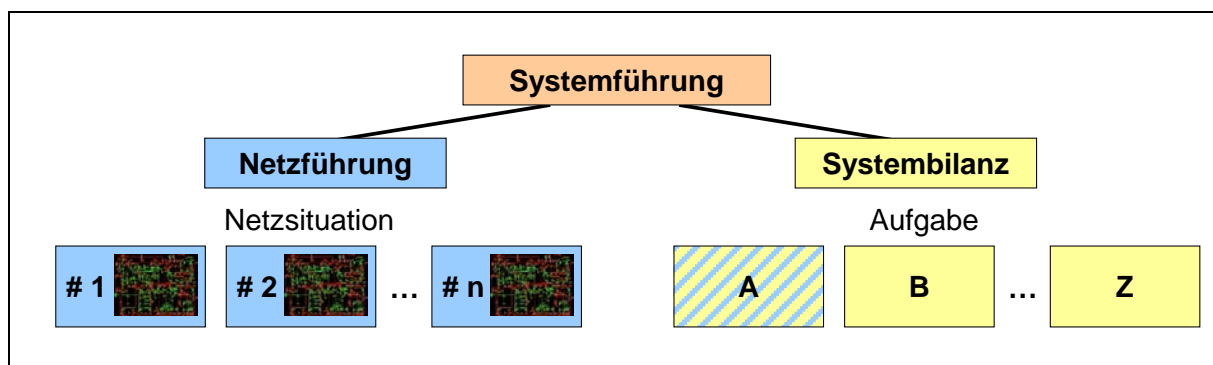 Systemführung
Netzführung Systembilanz
Netzsituation Aufgabe
# 1 # 2 ... # n A B ... Z